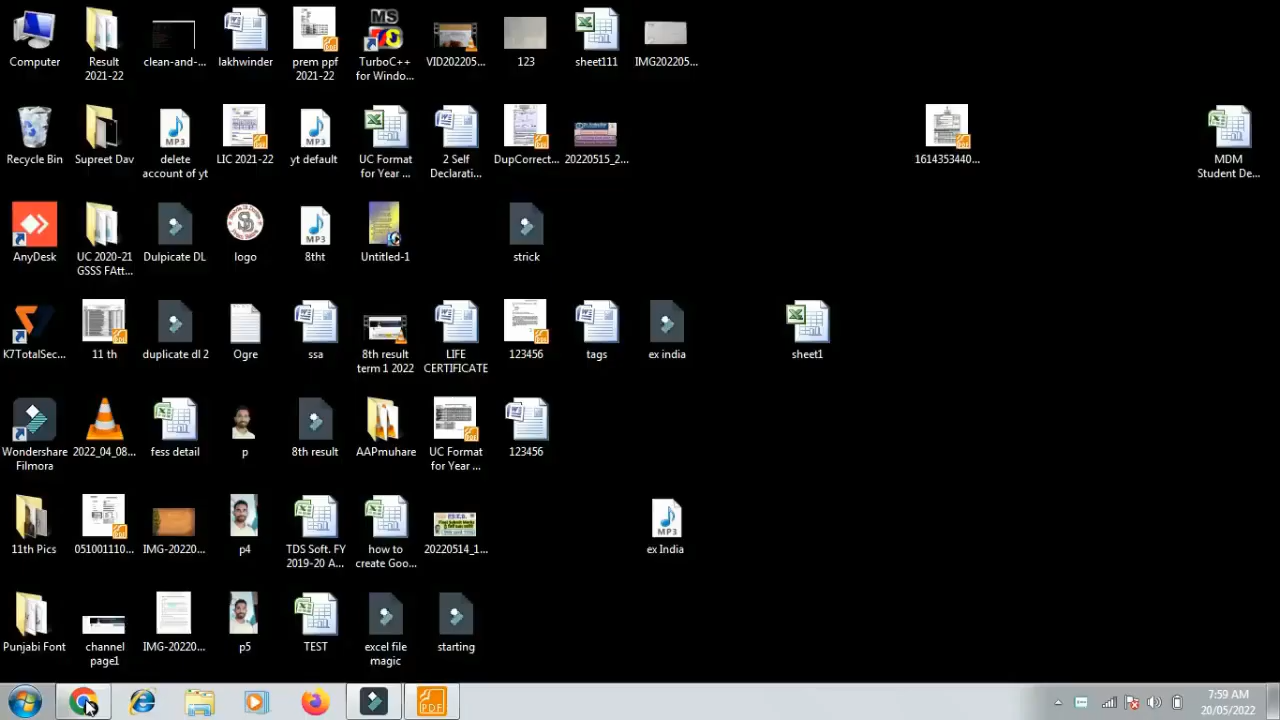 Computer
Result
2021-22
clean-and-...
lakhwinder
prem ppf
2021-22
MS
TurboC++
for Windo...
VID202205...
123
sheet111
IMG202205...
Recycle Bin
Supreet Dav
MP3
delete
account of yt
LIC 2021-22
MP3
yt default
UC Format
for Year ...
2 Self
Declarati...
DupCorrect...
20220515_2...
1614353440...
MDM
Student De...
AnyDesk
UC 2020-21
GSSS FAtt...
Dulpicate DL
logo
MP3
8tht
Untitled-1
strick
K7TotalSec...
11 th
duplicate dl 2
Ogre
ssa
8th result
term 1 2022
LIFE
CERTIFICATE
123456
tags
ex india
sheet1
Wondershare
Filmora
2022_04_08...
fess detail
p
8th result
AAPmuhare
UC Format
for Year ...
123456
11th Pics
051001110...
IMG-20220...
p4
TDS Soft. FY
2019-20 A...
how to
create Goo...
20220514_1...
MP3
ex India
Punjabi Font
channel
page1
IMG-20220...
p5
TEST
excel file
magic
starting
PDF
7:59 AM
20/05/2022